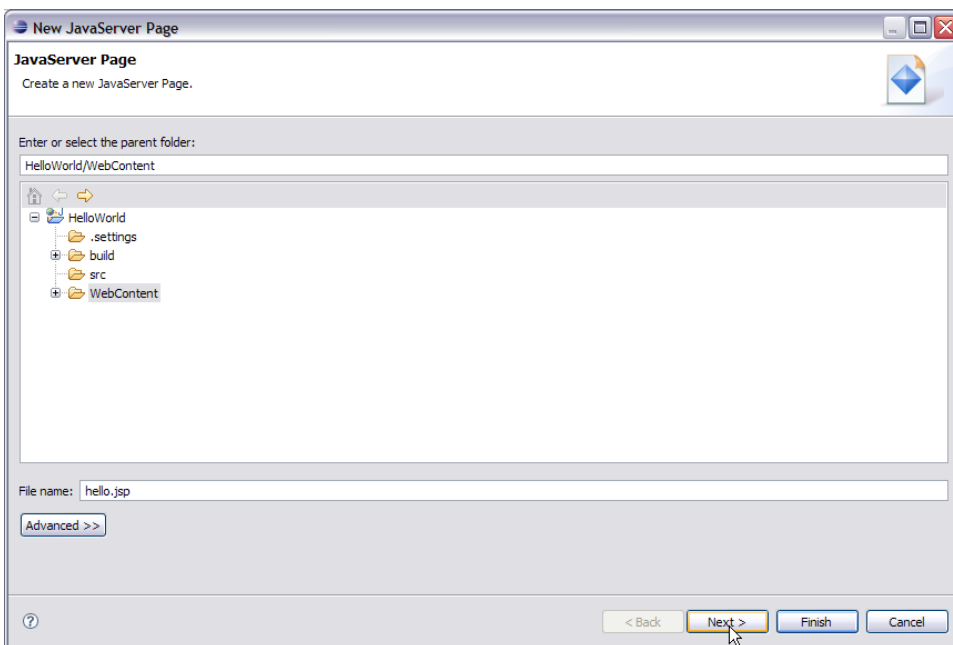 New JavaServer Page
JavaServer Page
Create a new JavaServer Page.
Enter or select the parent folder:
HelloWorld/WebContent
HelloWorld
.settings
build
src
WebContent
File name: hello.jsp
Advanced >>
< Back Next > Finish Cancel